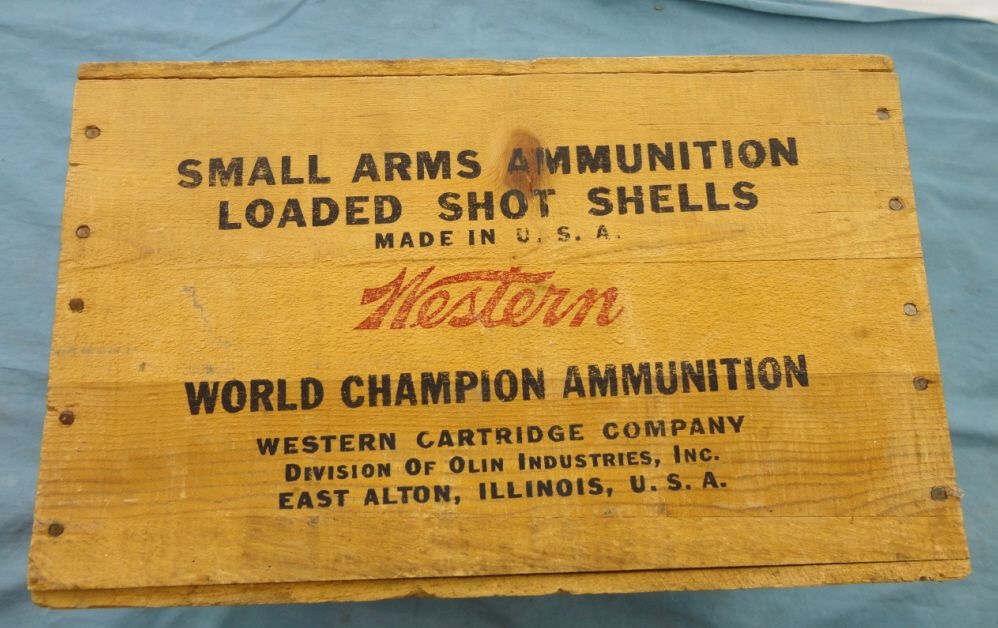 SMALL ARMS AMMUNITION
LOADED SHOT SHELLS
MADE IN U. S. A.
Western
WORLD CHAMPION AMMUNITION
WESTERN CARTRIDGE COMPANY
DIVISION OF OLIN INDUSTRIES, INC.
EAST ALTON, ILLINOIS, U. S. A.